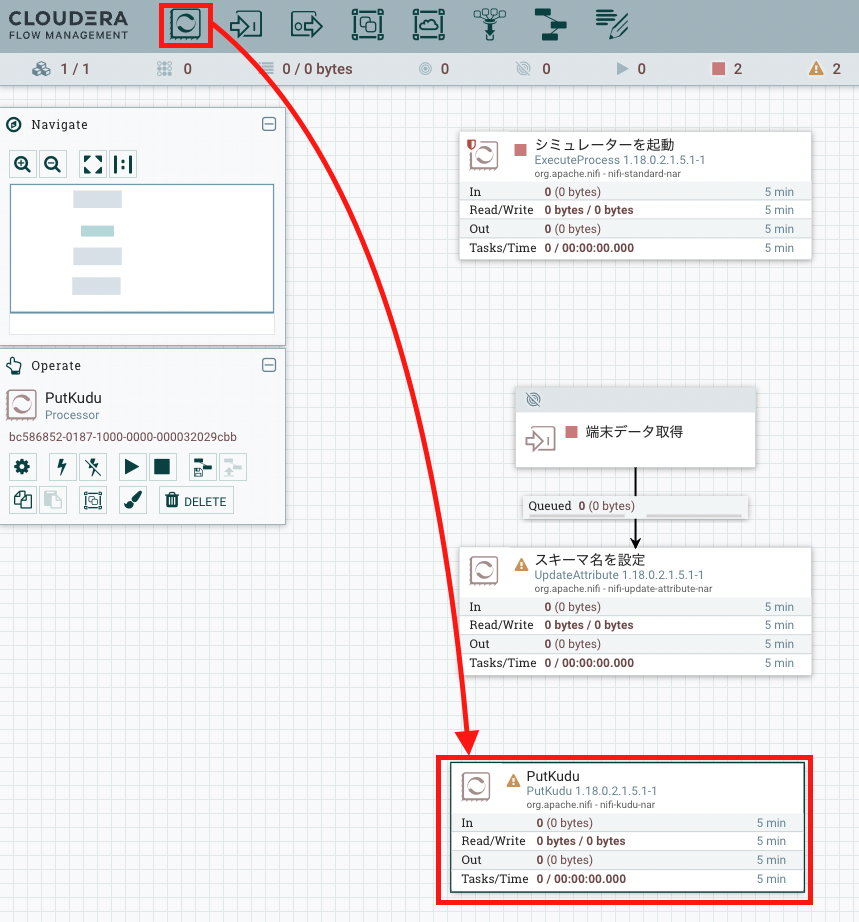 CLOUDERA
FLOW MANAGEMENT
1 / 1
0
0 / 0 bytes
0
0
0
2
2
Navigate
Operate
PutKudu
Processor
bc586852-0187-1000-0000-000032029cbb
DELETE
シミュレーターを起動
ExecuteProcess 1.18.0.2.1.5.1-1
org.apache.nifi - nifi-standard-nar
In 0 (0 bytes) 5 min
Read/Write 0 bytes / 0 bytes 5 min
Out 0 (0 bytes) 5 min
Tasks/Time 0 / 00:00:00.000 5 min
端末データ取得
Queued 0 (0 bytes)
スキーマ名を設定
UpdateAttribute 1.18.0.2.1.5.1-1
org.apache.nifi - nifi-update-attribute-nar
In 0 (0 bytes) 5 min
Read/Write 0 bytes / 0 bytes 5 min
Out 0 (0 bytes) 5 min
Tasks/Time 0 / 00:00:00.000 5 min
PutKudu
PutKudu 1.18.0.2.1.5.1-1
org.apache.nifi - nifi-kudu-nar
In 0 (0 bytes) 5 min
Read/Write 0 bytes / 0 bytes 5 min
Out 0 (0 bytes) 5 min
Tasks/Time 0 / 00:00:00.000 5 min